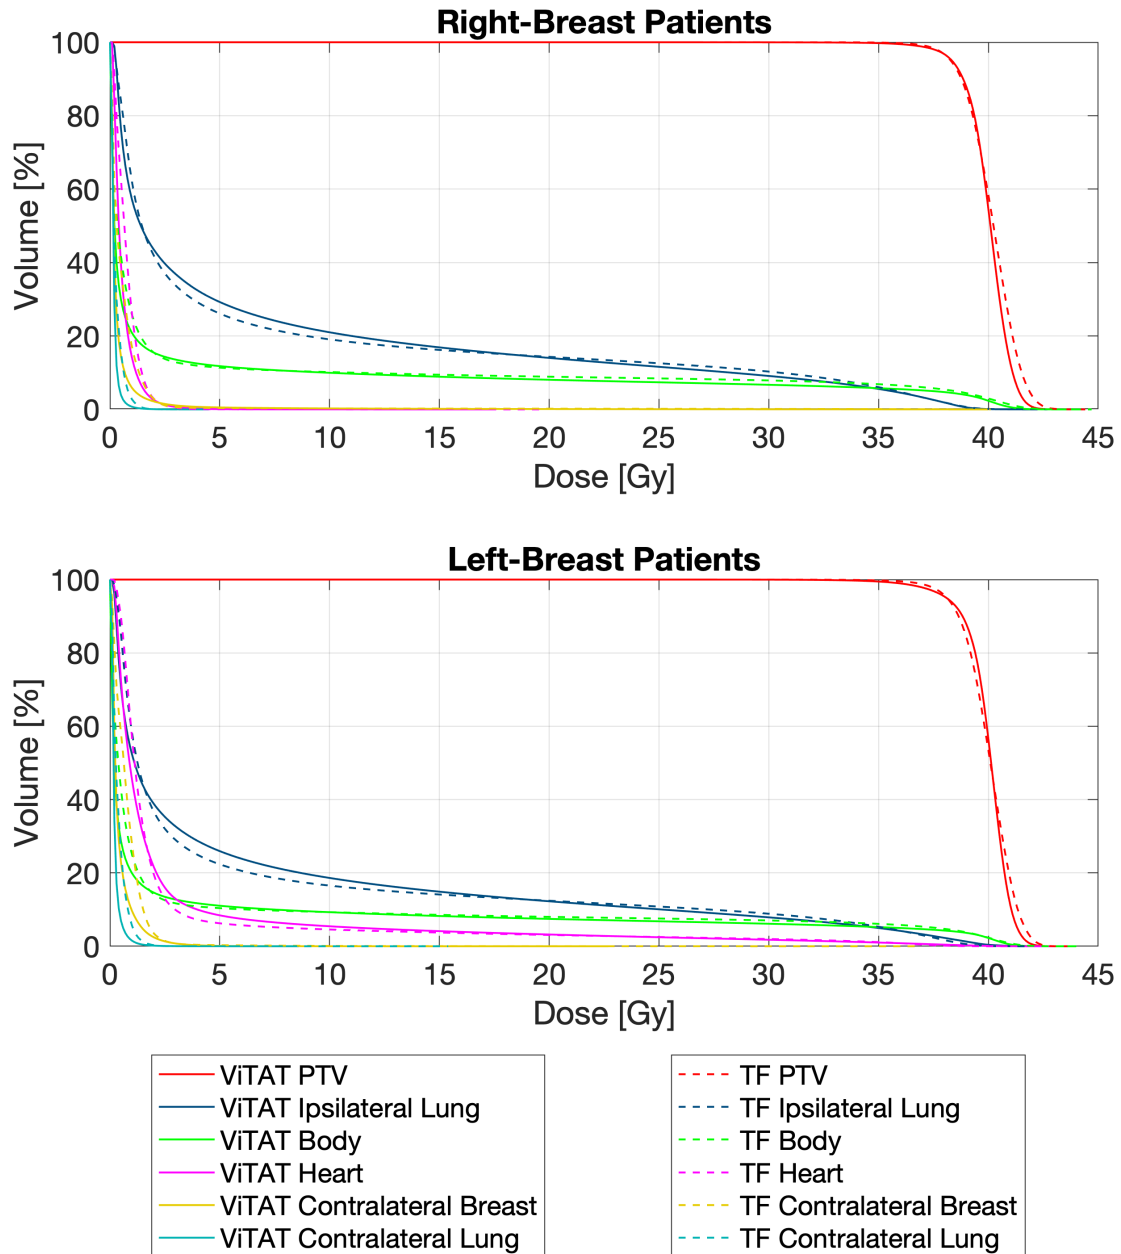 Right-Breast Patients
Volume [%]
100
80
60
40
20
0
0 5 10 15 20 25 30 35 40 45
Dose [Gy]
Left-Breast Patients
Volume [%]
100
80
60
40
20
0
0 5 10 15 20 25 30 35 40 45
Dose [Gy]
ViTAT PTV
ViTAT Ipsilateral Lung
ViTAT Body
ViTAT Heart
ViTAT Contralateral Breast
ViTAT Contralateral Lung
TF PTV
TF Ipsilateral Lung
TF Body
TF Heart
TF Contralateral Breast
TF Contralateral Lung